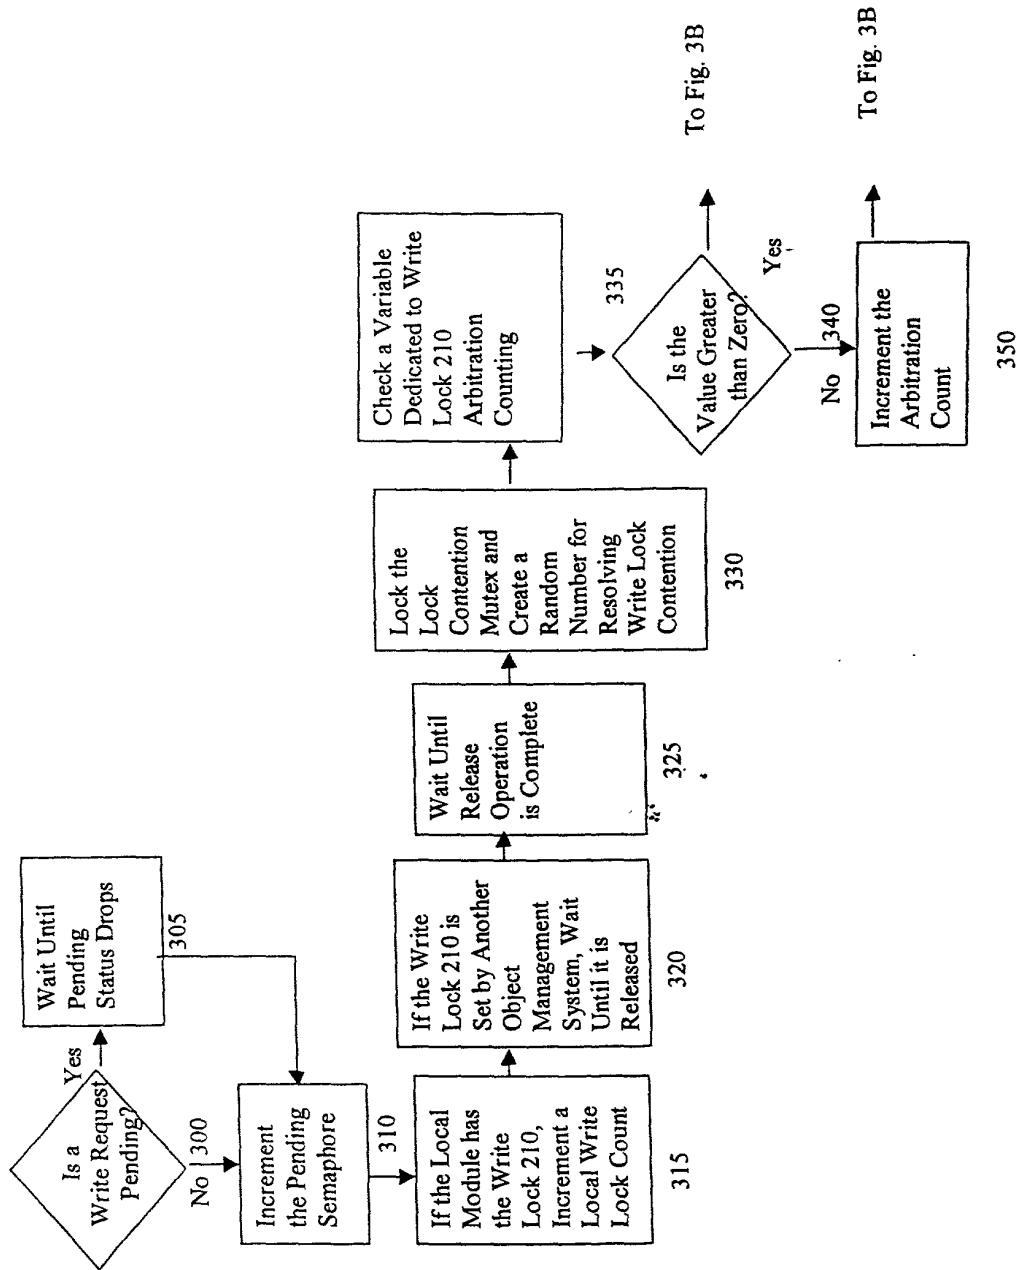 Is a
Write Request
Pending?
Yes
No
300
Wait Until
Pending
Status Drops
305
Increment
the Pending
Semaphore
310
If the Local
Module has
the Write
Lock 210,
Increment a
Local Write
Lock Count
315
If the Write
Lock 210 is
Set by Another
Object
Management
System, Wait
Until it is
Released
320
Wait Until
Release
Operation
is Complete
325
Lock the
Lock
Contention
Mutex and
Create a
Random
Number for
Resolving
Write Lock
Contention
330
Check a Variable
Dedicated to Write
Lock 210
Arbitration
Counting
335
Is the
Value Greater
than Zero?
Yes
To Fig. 3B
No
340
Increment the
Arbitration
Count
350
To Fig. 3B